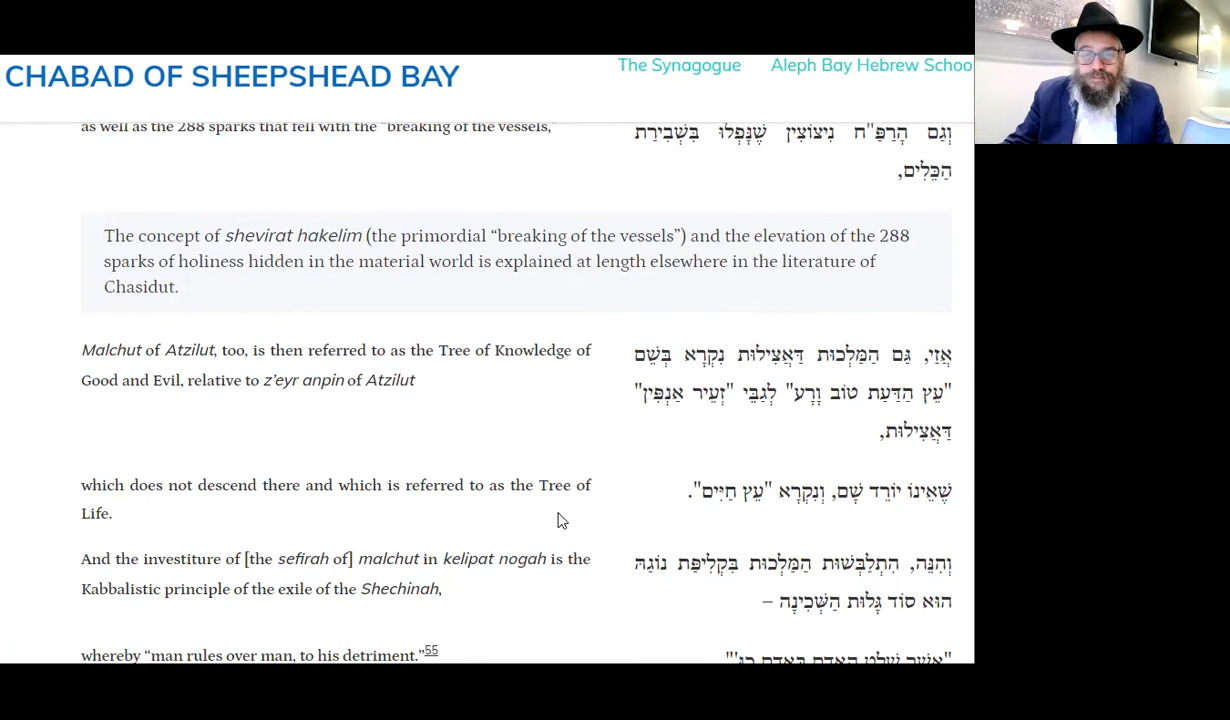 CHABAD OF SHEEPSHEAD BAY
The Synagogue Aleph Bay Hebrew Schoo
as well as the 288 sparks that fell with the "breaking of the vessels,"
וְגַם הָרַפַּ"ח נִיצוֹצִין שֶׁנָּפְלוּ בִּשְׁבִירַת
הַכֵּלִים,
The concept of shevirat hakelim (the primordial “breaking of the vessels”) and the elevation of the 288
sparks of holiness hidden in the material world is explained at length elsewhere in the literature of
Chasidut.
Malchut of Atzilut, too, is then referred to as the Tree of Knowledge of
Good and Evil, relative to z’eyr anpin of Atzilut
אֲזַי, גַּם הַמַּלְכוּת דַּאֲצִילוּת נִקְרָא בְּשֵׁם
"עֵץ הַדַּעַת טוֹב וָרָע" לְגַבֵּי "זְעֵיר אַנְפִּין"
דַּאֲצִילוּת,
which does not descend there and which is referred to as the Tree of
Life.
שֶׁאֵינוֹ יוֹרֵד שָׁם, וְנִקְרָא "עֵץ חַיִּים".
And the investiture of [the sefirah of] malchut in kelipat nogah is the
Kabbalistic principle of the exile of the Shechinah,
וְהִנֵּה, הִתְלַבְּשׁוּת הַמַּלְכוּת בִּקְלִיפַּת נוֹגַהּ
הוּא סוֹד גָּלוּת הַשְּׁכִינָה –
whereby “man rules over man, to his detriment.”55
"אֲשֶׁר שָׁלַט הָאָדָם בְּאָדָם כוּ'"